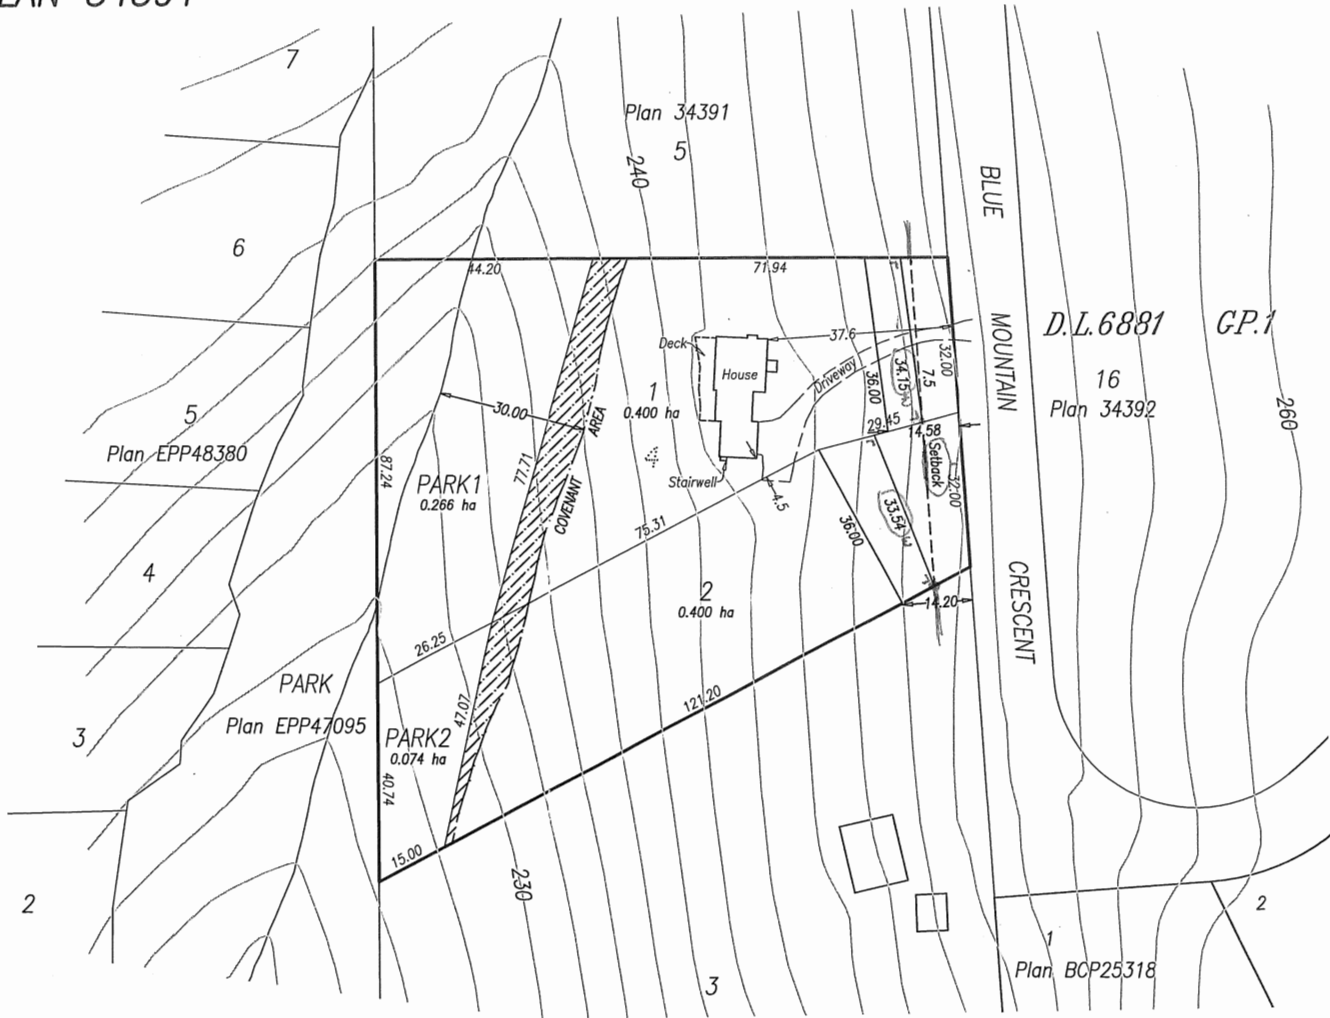 7
Plan 34391
5
240
BLUE
6
44.20
71.94
MOUNTAIN
D.L.6881
GP.1
Deck
37.6
House
Driveway
36.00
34.15
7.5
32.00
16
Plan 34392
260
1
0.400 ha
30.00
AREA
29.45
14.58
5
Plan EPP48380
87.24
PARK1
0.266 ha
77.71
COVENANT
4
Stairwell
4.5
Setback
32.00
75.31
36.00
33.54
4
2
0.400 ha
14.20
CRESCENT
26.25
PARK
Plan EPP47095
47.07
121.20
3
PARK2
0.074 ha
40.74
15.00
230
2
2
1
Plan BCP25318
3